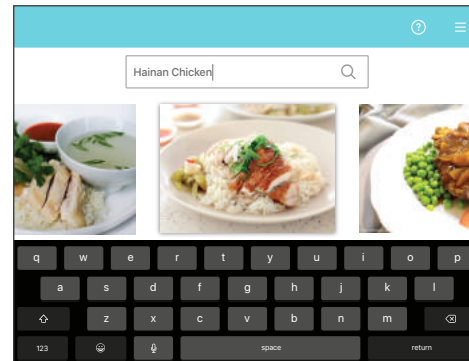 ?
Hainan Chicken
q w e r t y u i o p
a s d f g h j k l
z x c v b n m
123 space return